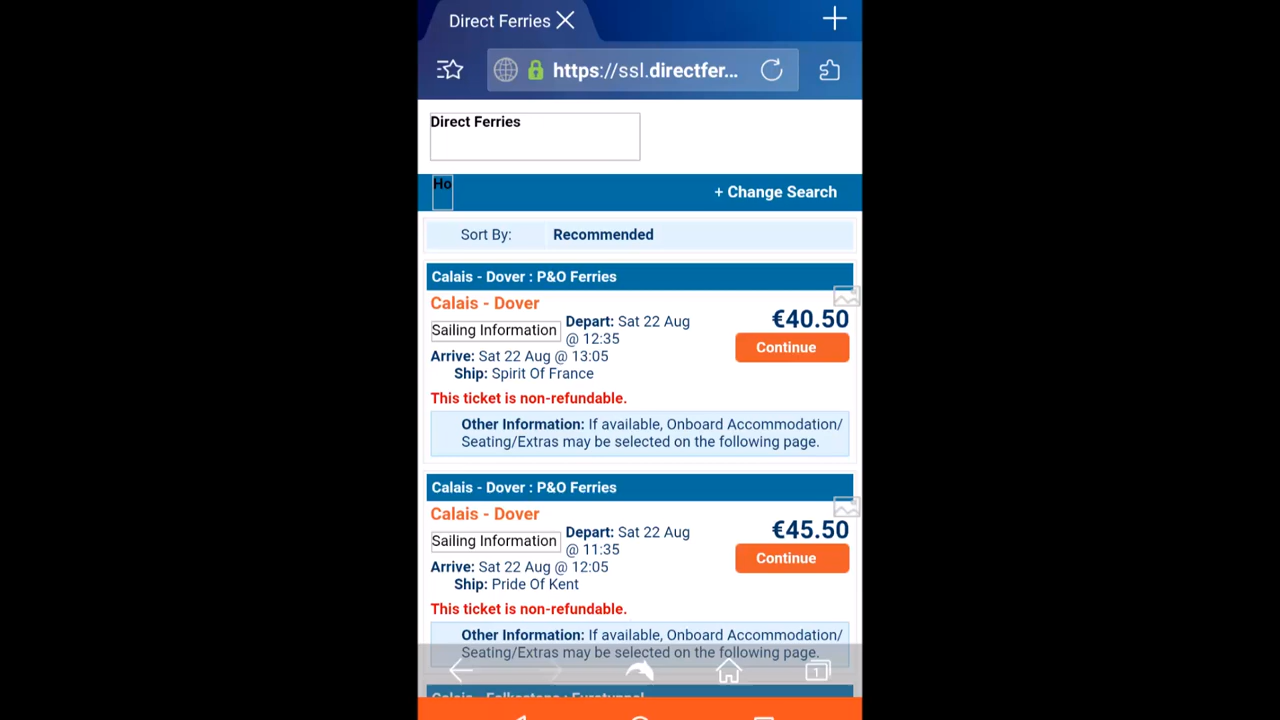 Direct Ferries
https://ssl.directfer...
Direct Ferries
Ho
+ Change Search
Sort By: Recommended
Calais - Dover : P&O Ferries
Calais - Dover
€40.50
Sailing Information
Depart: Sat 22 Aug
@ 12:35
Continue
Arrive: Sat 22 Aug @ 13:05
Ship: Spirit Of France
This ticket is non-refundable.
Other Information: If available, Onboard Accommodation/
Seating/Extras may be selected on the following page.
Calais - Dover : P&O Ferries
Calais - Dover
€45.50
Sailing Information
Depart: Sat 22 Aug
@ 11:35
Continue
Arrive: Sat 22 Aug @ 12:05
Ship: Pride Of Kent
This ticket is non-refundable.
Other Information: If available, Onboard Accommodation/
Seating/Extras may be selected on the following page.
1
Calais - Folkestone : Eurotunnel